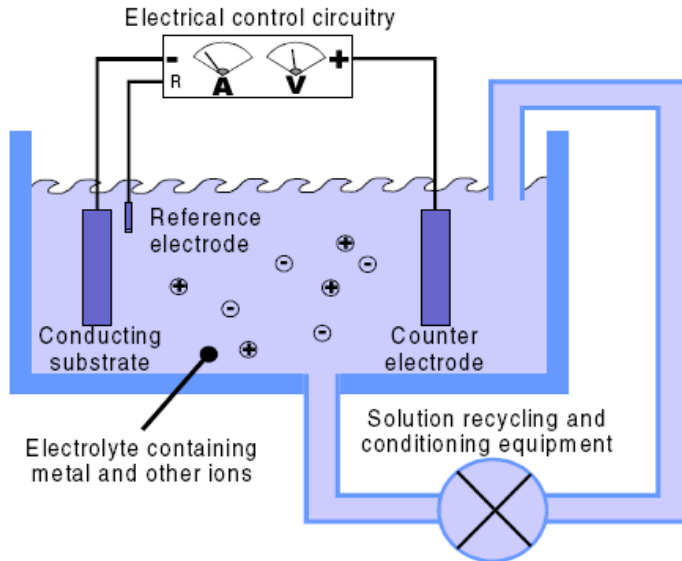 Electrical control circuitry
- A V +
R
Reference
electrode
+ - - + + - - +
Conducting
substrate
Counter
electrode
Electrolyte containing
metal and other ions
Solution recycling and
conditioning equipment